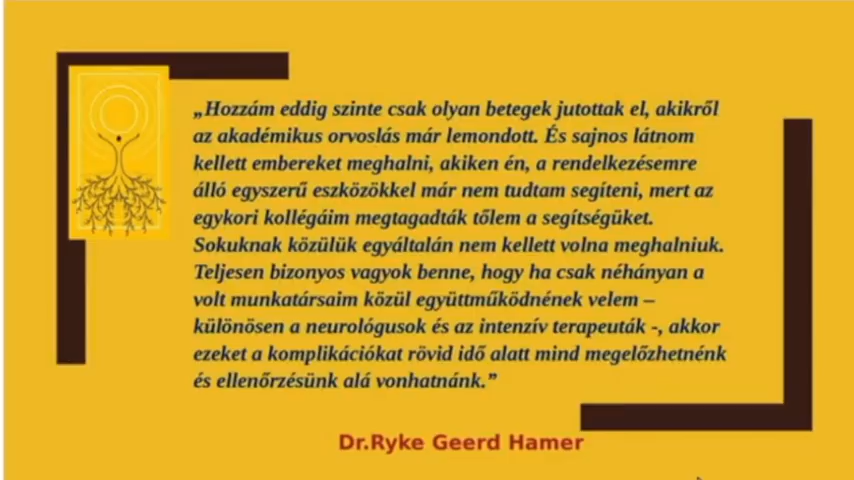 „Hozzám eddig szinte csak olyan betegek jutottak el, akikről
az akadémikus orvoslás már lemondott. És sajnos látnom
kellett embereket meghalni, akiken én, a rendelkezésemre
álló egyszerű eszközökkel már nem tudtam segíteni, mert az
egykori kollégáim megtagadták tőlem a segítségüket.
Sokuknak közülük egyáltalán nem kellett volna meghalniuk.
Teljesen bizonyos vagyok benne, hogy ha csak néhányan a
volt munkatársaim közül együttműködnének velem –
különösen a neurológusok és az intenzív terapeuták -, akkor
ezeket a komplikációkat rövid idő alatt mind megelőzhetnénk
és ellenőrzésünk alá vonhatnánk.”
Dr.Ryke Geerd Hamer